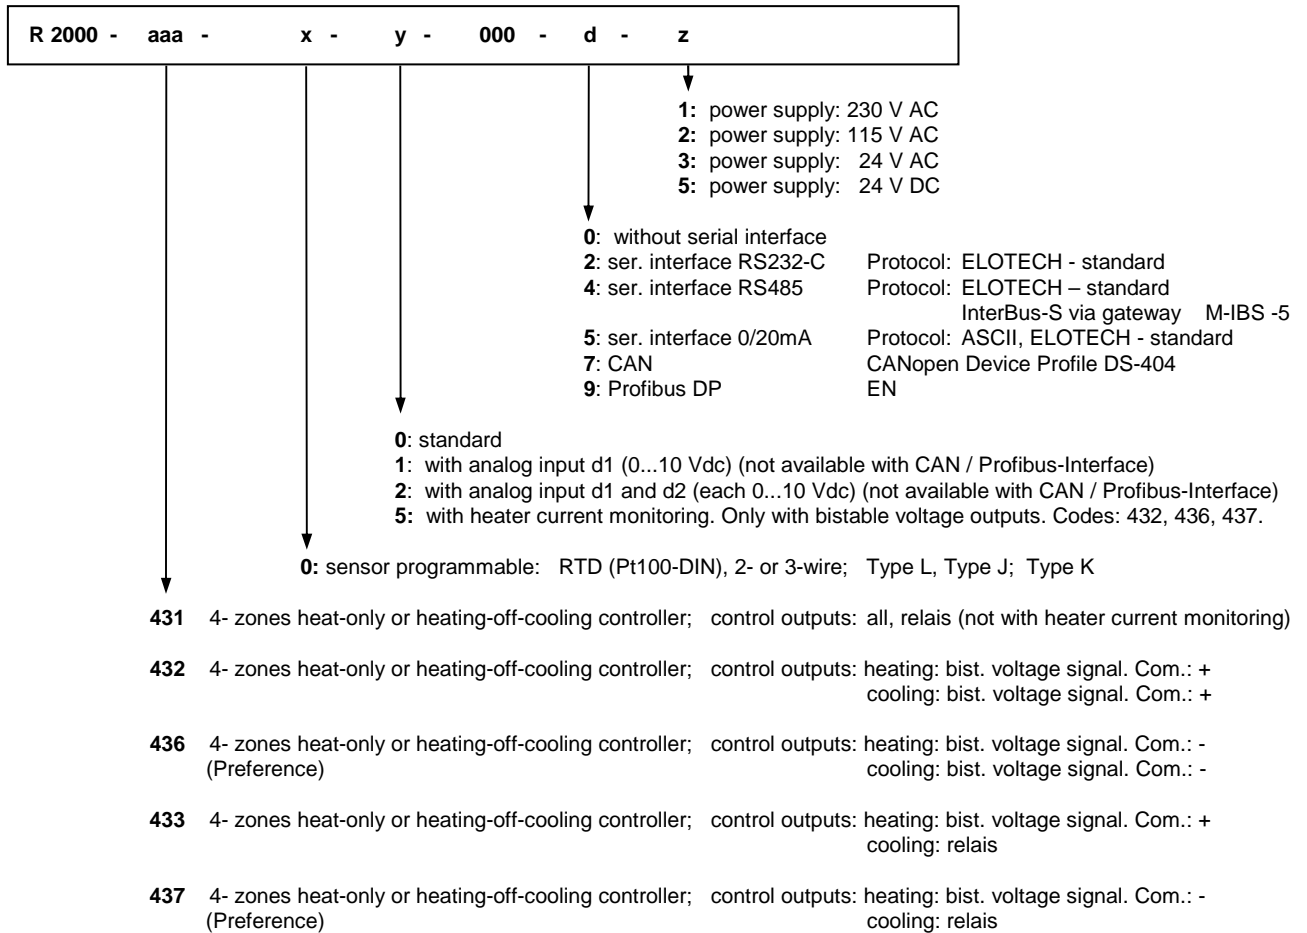 R 2000 - aaa - x - y - 000 - d - z
1: power supply: 230 V AC
2: power supply: 115 V AC
3: power supply: 24 V AC
5: power supply: 24 V DC
0: without serial interface
2: ser. interface RS232-C Protocol: ELOTECH - standard
4: ser. interface RS485 Protocol: ELOTECH – standard
InterBus-S via gateway M-IBS -5
5: ser. interface 0/20mA Protocol: ASCII, ELOTECH - standard
7: CAN CANopen Device Profile DS-404
9: Profibus DP EN
0: standard
1: with analog input d1 (0...10 Vdc) (not available with CAN / Profibus-Interface)
2: with analog input d1 and d2 (each 0...10 Vdc) (not available with CAN / Profibus-Interface)
5: with heater current monitoring. Only with bistable voltage outputs. Codes: 432, 436, 437.
0: sensor programmable: RTD (Pt100-DIN), 2- or 3-wire; Type L, Type J; Type K
431 4- zones heat-only or heating-off-cooling controller; control outputs: all, relais (not with heater current monitoring)
432 4- zones heat-only or heating-off-cooling controller; control outputs: heating: bist. voltage signal. Com.: +
cooling: bist. voltage signal. Com.: +
436 4- zones heat-only or heating-off-cooling controller; control outputs: heating: bist. voltage signal. Com.: -
(Preference) cooling: bist. voltage signal. Com.: -
433 4- zones heat-only or heating-off-cooling controller; control outputs: heating: bist. voltage signal. Com.: +
cooling: relais
437 4- zones heat-only or heating-off-cooling controller; control outputs: heating: bist. voltage signal. Com.: -
(Preference) cooling: relais